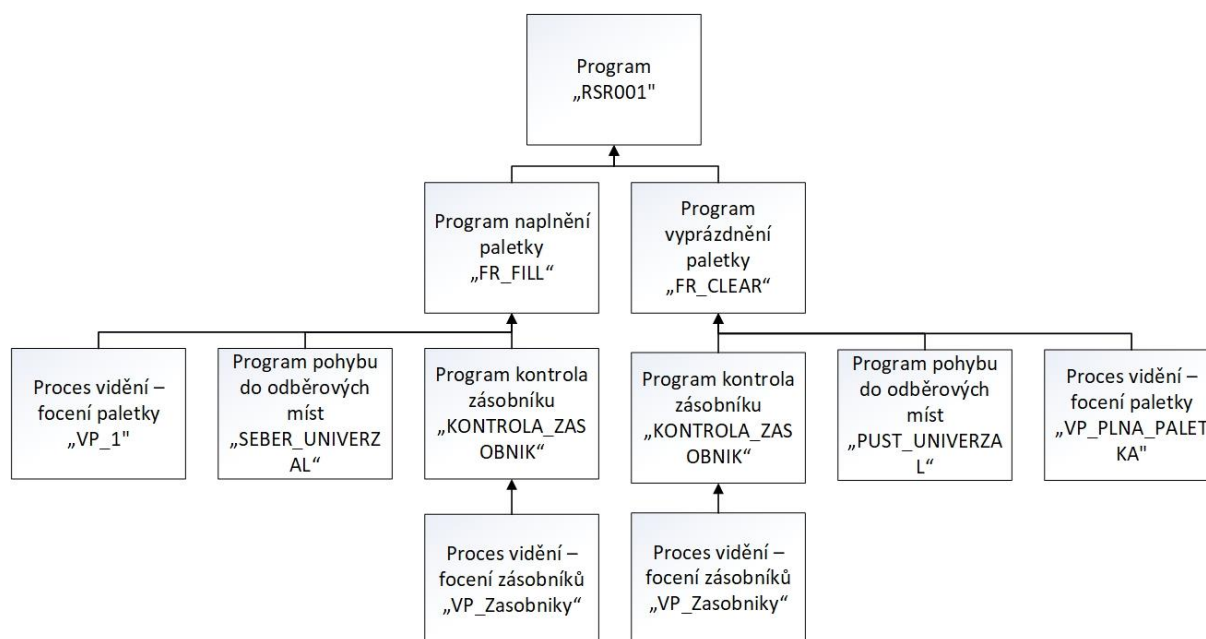 Program
„RSR001"
Program naplnění
paletky
„FR_FILL“
Program
vyprázdnění
paletky
„FR_CLEAR“
Proces vidění –
focení paletky
„VP_1"
Program pohybu
do odběrových
míst
„SEBER_UNIVERZ
AL“
Program kontrola
zásobníku
„KONTROLA_ZAS
OBNIK“
Program kontrola
zásobníku
„KONTROLA_ZAS
OBNIK“
Program pohybu
do odběrových
míst
„PUST_UNIVERZA
L“
Proces vidění –
focení paletky
„VP_PLNA_PALET
KA"
Proces vidění –
focení zásobníků
„VP_Zasobniky“
Proces vidění –
focení zásobníků
„VP_Zasobniky“